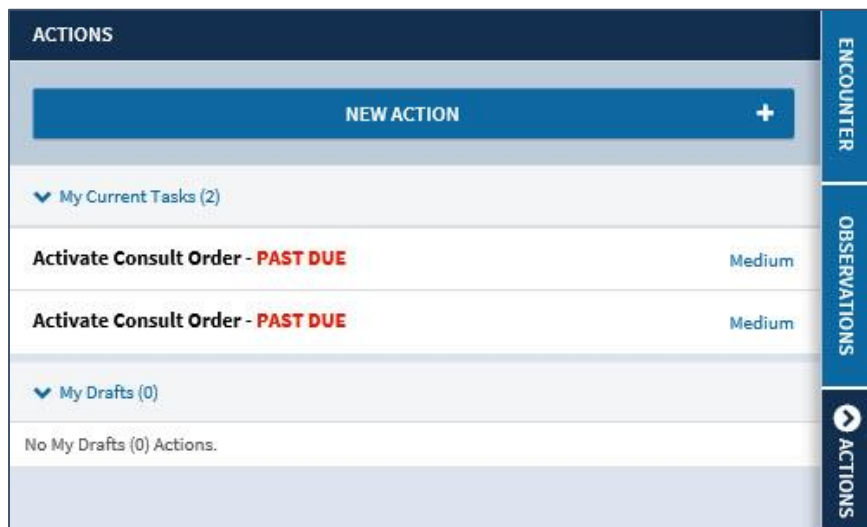 ACTIONS
NEW ACTION
My Current Tasks (2)
Activate Consult Order - PAST DUE
Medium
Activate Consult Order - PAST DUE
Medium
My Drafts (0)
No My Drafts (0) Actions.
ENCOUNTER
OBSERVATIONS
ACTIONS